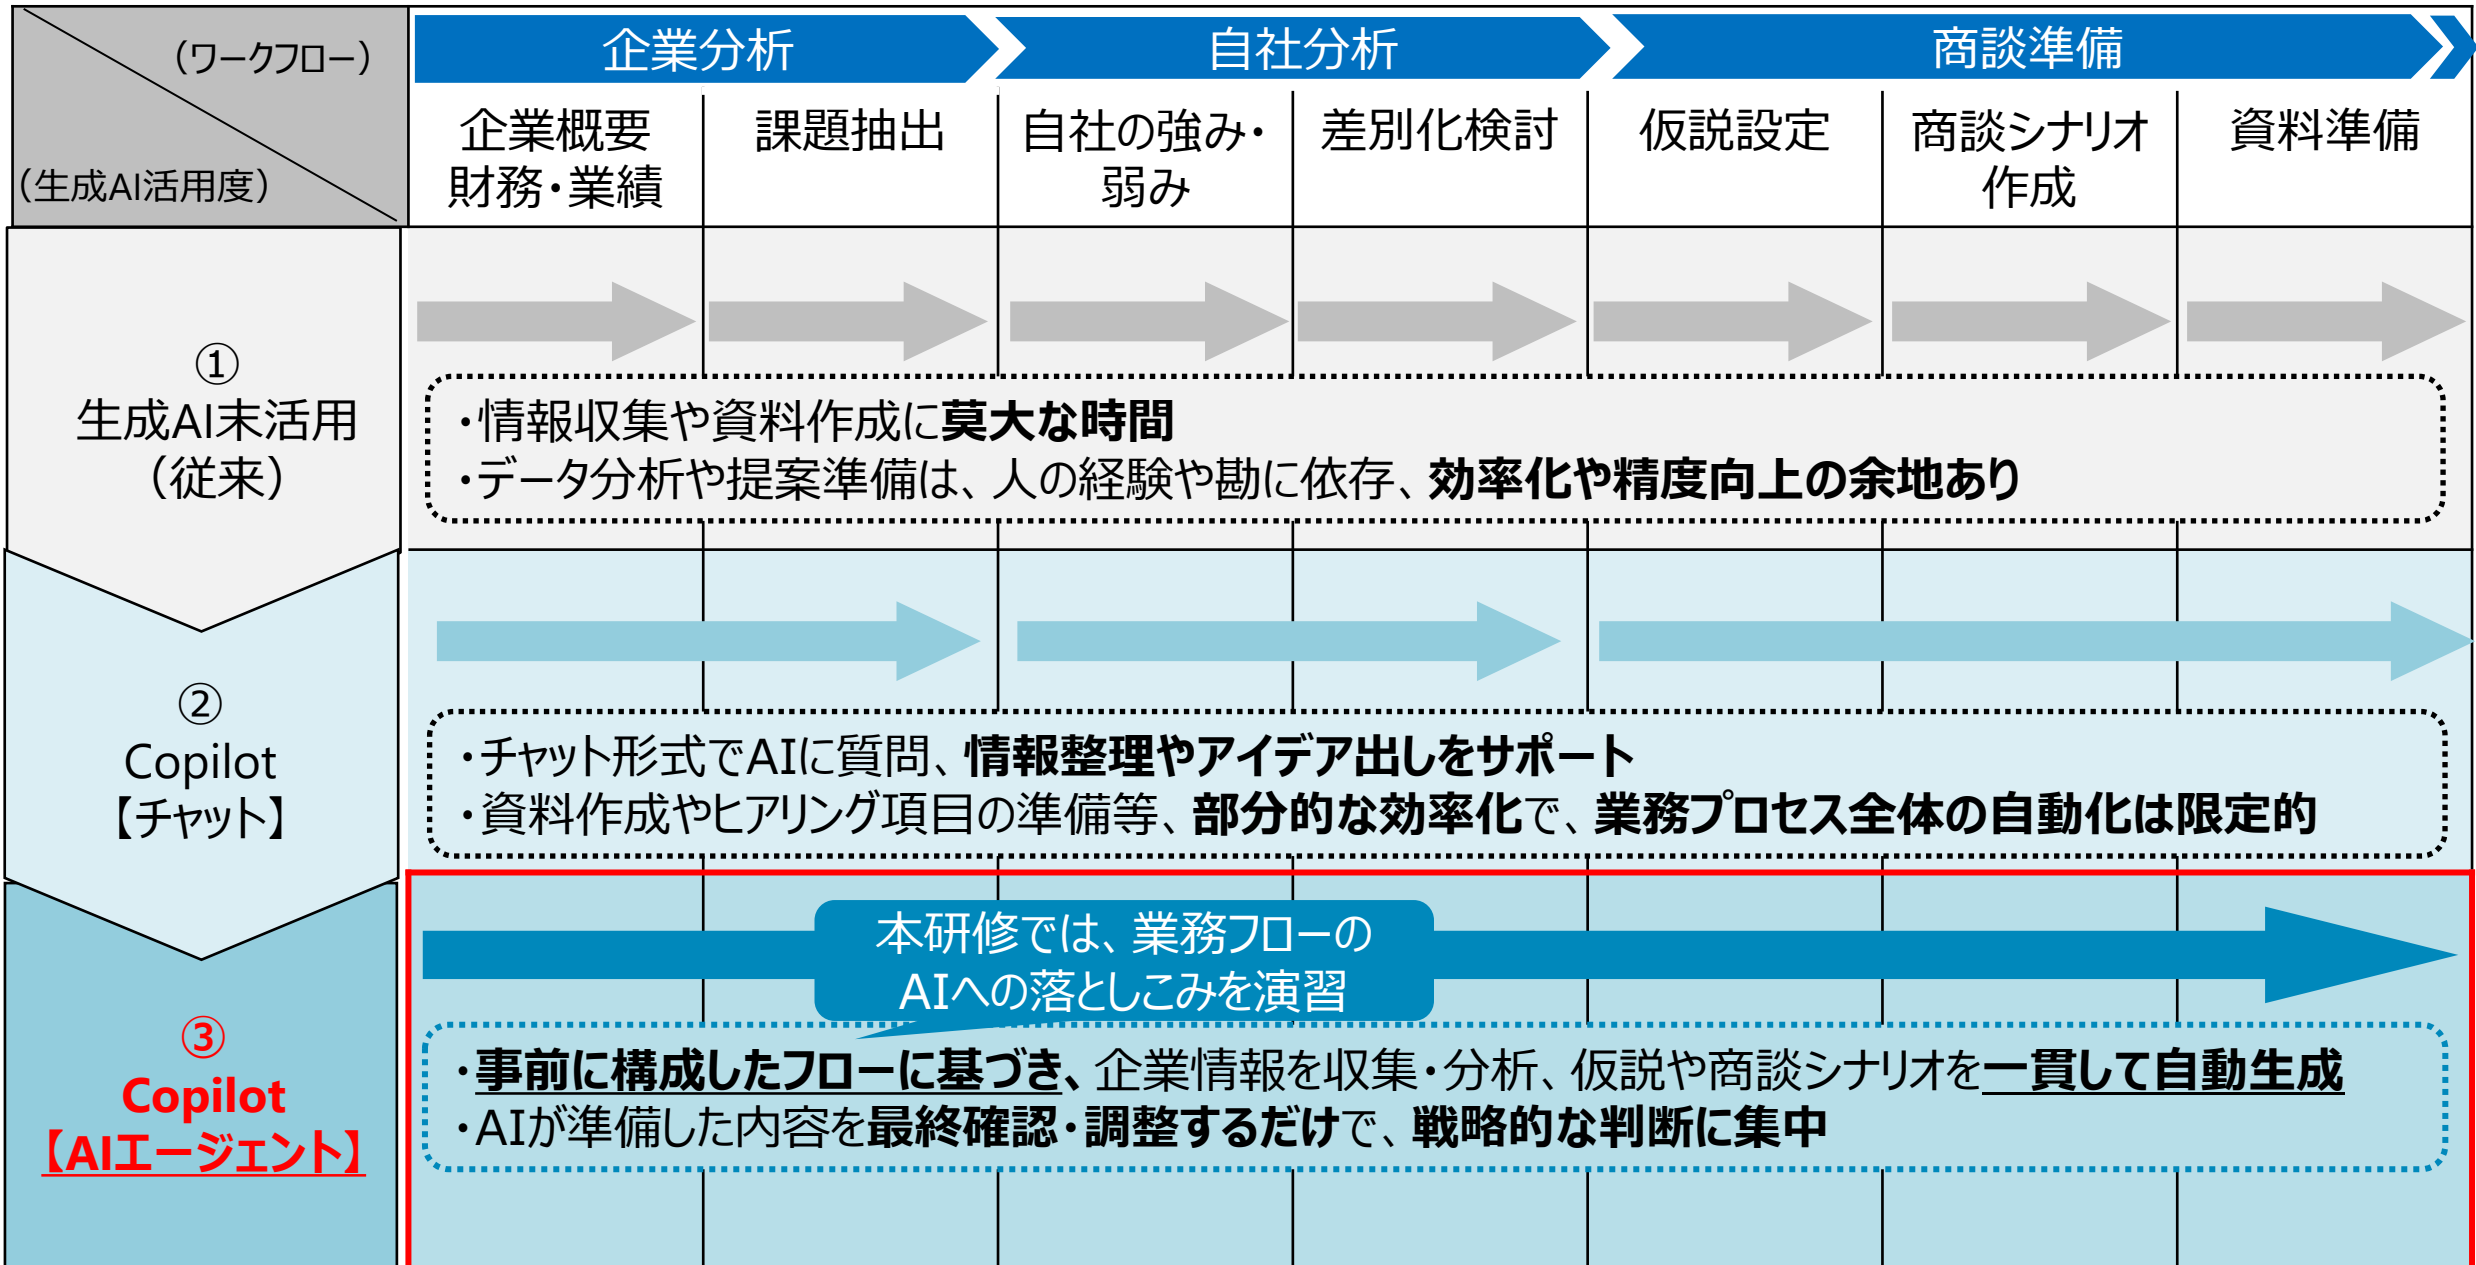 （ワークフロー）
（生成AI活用度）
企業分析
自社分析
商談準備
企業概要
財務・業績
課題抽出
自社の強み・
弱み
差別化検討
仮説設定
商談シナリオ
作成
資料準備
①
生成AI末活用
（従来）
・情報収集や資料作成に莫大な時間
・データ分析や提案準備は、人の経験や勘に依存、効率化や精度向上の余地あり
②
Copilot
【チャット】
・チャット形式でAIに質問、情報整理やアイデア出しをサポート
・資料作成やヒアリング項目の準備等、部分的な効率化で、業務プロセス全体の自動化は限定的
③
Copilot
【AIエージェント】
本研修では、業務フローの
AIへの落としこみを演習
・事前に構成したフローに基づき、企業情報を収集・分析、仮説や商談シナリオを一貫して自動生成
・AIが準備した内容を最終確認・調整するだけで、戦略的な判断に集中